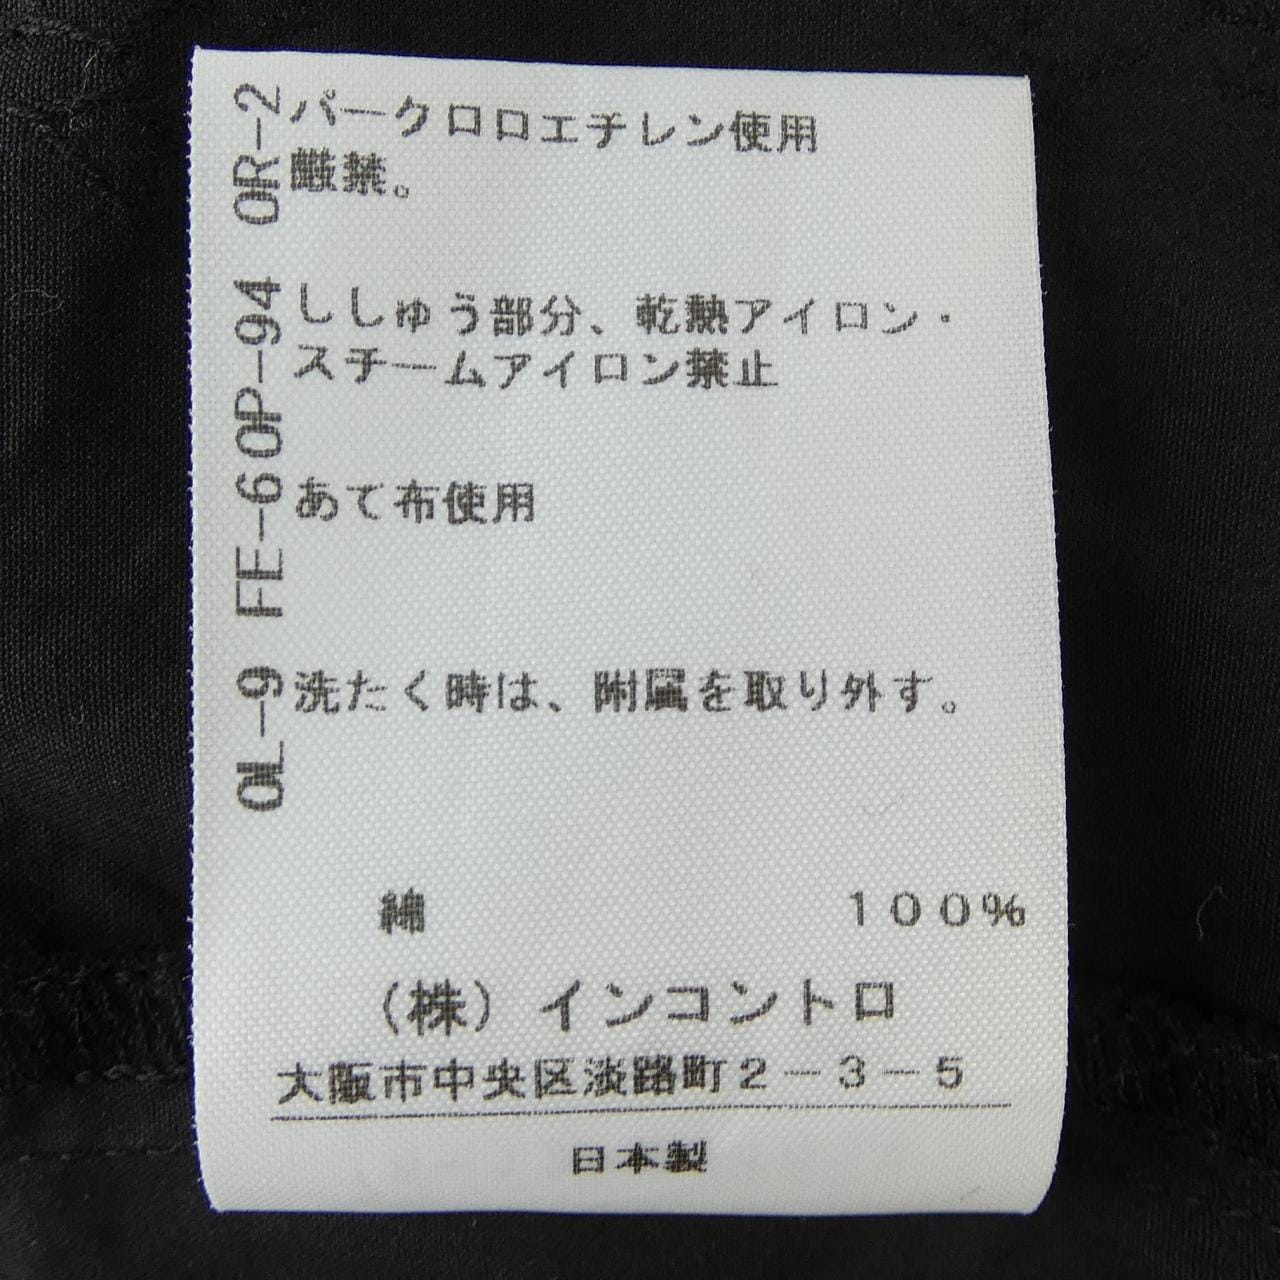 パークロロエチレン使用
厳禁。
ししゅう部分、乾熱アイロン・
スチームアイロン禁止
あて布使用
洗たく時は、附属を取り外す。
OL-9 FE-60P-94 OR-2
綿 100%
(株)インコントロ
大阪市中央区淡路町2-3-5
日本製